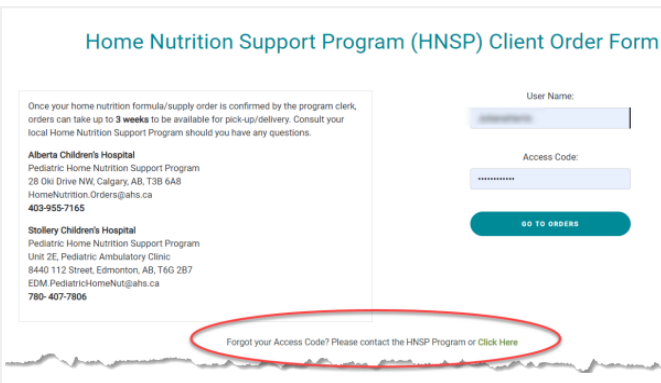 Home Nutrition Support Program (HNSP) Client Order Form
Once your home nutrition formula/supply order is confirmed by the program clerk,
orders can take up to 3 weeks to be available for pick-up/delivery. Consult your
local Home Nutrition Support Program should you have any questions.
Alberta Children's Hospital
Pediatric Home Nutrition Support Program
28 Oki Drive NW, Calgary, AB, T3B 6A8
HomeNutrition.Orders@ahs.ca
403-955-7165
Stollery Children's Hospital
Pediatric Home Nutrition Support Program
Unit 2E, Pediatric Ambulatory Clinic
8440 112 Street, Edmonton, AB, T6G 2B7
EDM.PediatricHomeNut@ahs.ca
780- 407-7806
User Name:
Access Code:
GO TO ORDERS
Forgot your Access Code? Please contact the HNSP Program or Click Here